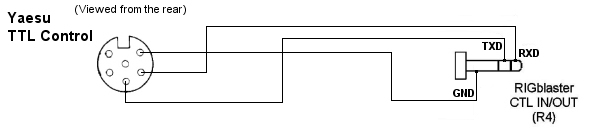 Yaesu
TTL Control
(Viewed from the rear)
TXD
RXD
GND
RIGblaster
CTL IN/OUT
(R4)